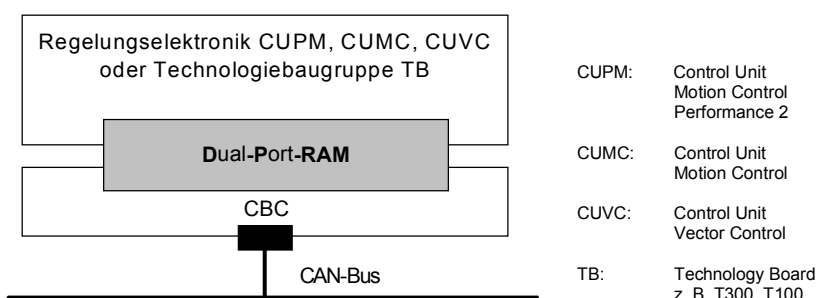 Regelungselektronik CUPM, CUMC, CUVC
oder Technologiebaugruppe TB
Dual-Port-RAM
CBC
CAN-Bus
CUPM: Control Unit
Motion Control
Performance 2
CUMC: Control Unit
Motion Control
CUVC: Control Unit
Vector Control
TB: Technology Board
z. B. T300, T100